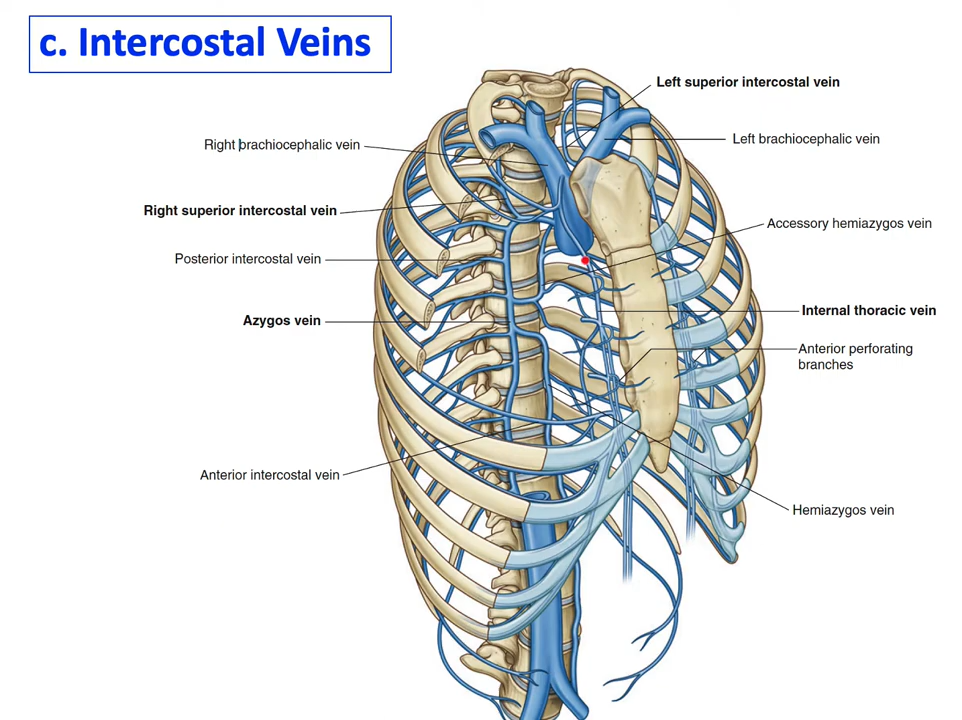 c. Intercostal Veins
Left superior intercostal vein
Right brachiocephalic vein
Left brachiocephalic vein
Right superior intercostal vein
Accessory hemiazygos vein
Posterior intercostal vein
Azygos vein
Internal thoracic vein
Anterior perforating
branches
Anterior intercostal vein
Hemiazygos vein